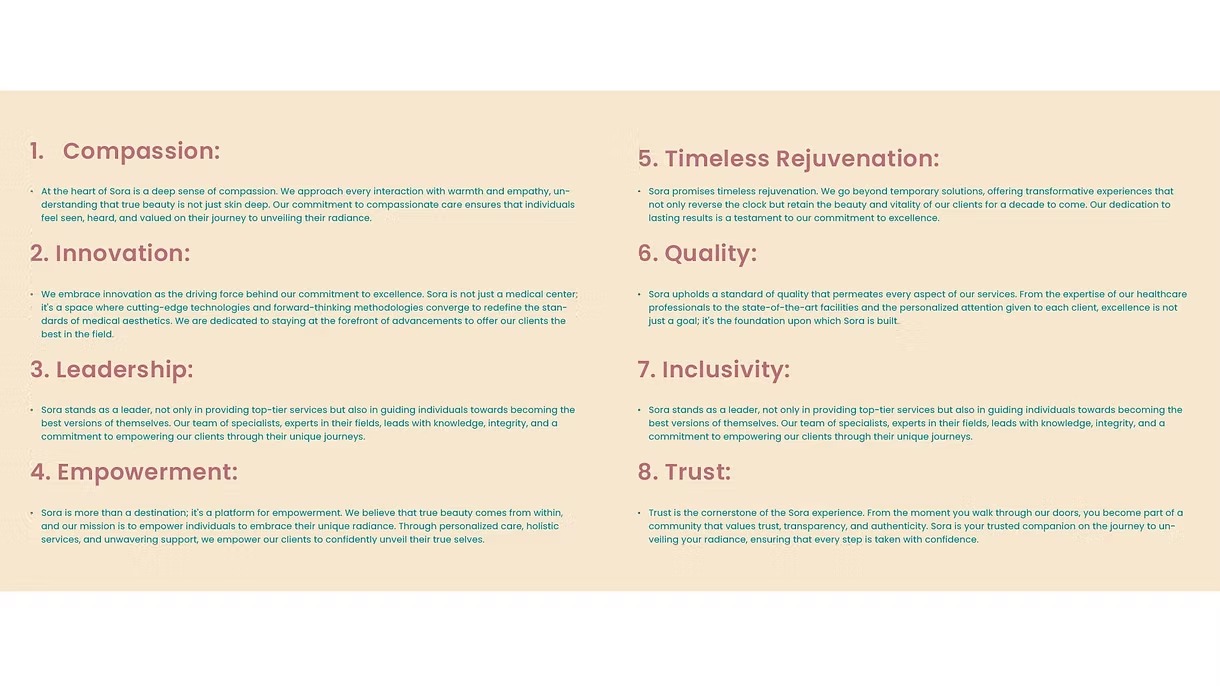 1. Compassion:
• At the heart of Sora is a deep sense of compassion. We approach every interaction with warmth and empathy, un-
derstanding that true beauty is not just skin deep. Our commitment to compassionate care ensures that individuals
feel seen, heard, and valued on their journey to unveiling their radiance.
2. Innovation:
• We embrace innovation as the driving force behind our commitment to excellence. Sora is not just a medical center;
it's a space where cutting-edge technologies and forward-thinking methodologies converge to redefine the stan-
dards of medical aesthetics. We are dedicated to staying at the forefront of advancements to offer our clients the
best in the field.
3. Leadership:
• Sora stands as a leader, not only in providing top-tier services but also in guiding individuals towards becoming the
best versions of themselves. Our team of specialists, experts in their fields, leads with knowledge, integrity, and a
commitment to empowering our clients through their unique journeys.
4. Empowerment:
• Sora is more than a destination; it's a platform for empowerment. We believe that true beauty comes from within,
and our mission is to empower individuals to embrace their unique radiance. Through personalized care, holistic
services, and unwavering support, we empower our clients to confidently unveil their true selves.
5. Timeless Rejuvenation:
• Sora promises timeless rejuvenation. We go beyond temporary solutions, offering transformative experiences that
not only reverse the clock but retain the beauty and vitality of our clients for a decade to come. Our dedication to
lasting results is a testament to our commitment to excellence.
6. Quality:
• Sora upholds a standard of quality that permeates every aspect of our services. From the expertise of our healthcare
professionals to the state-of-the-art facilities and the personalized attention given to each client, excellence is not
just a goal; it's the foundation upon which Sora is built.
7. Inclusivity:
• Sora stands as a leader, not only in providing top-tier services but also in guiding individuals towards becoming the
best versions of themselves. Our team of specialists, experts in their fields, leads with knowledge, integrity, and a
commitment to empowering our clients through their unique journeys.
8. Trust:
• Trust is the cornerstone of the Sora experience. From the moment you walk through our doors, you become part of a
community that values trust, transparency, and authenticity. Sora is your trusted companion on the journey to un-
veiling your radiance, ensuring that every step is taken with confidence.